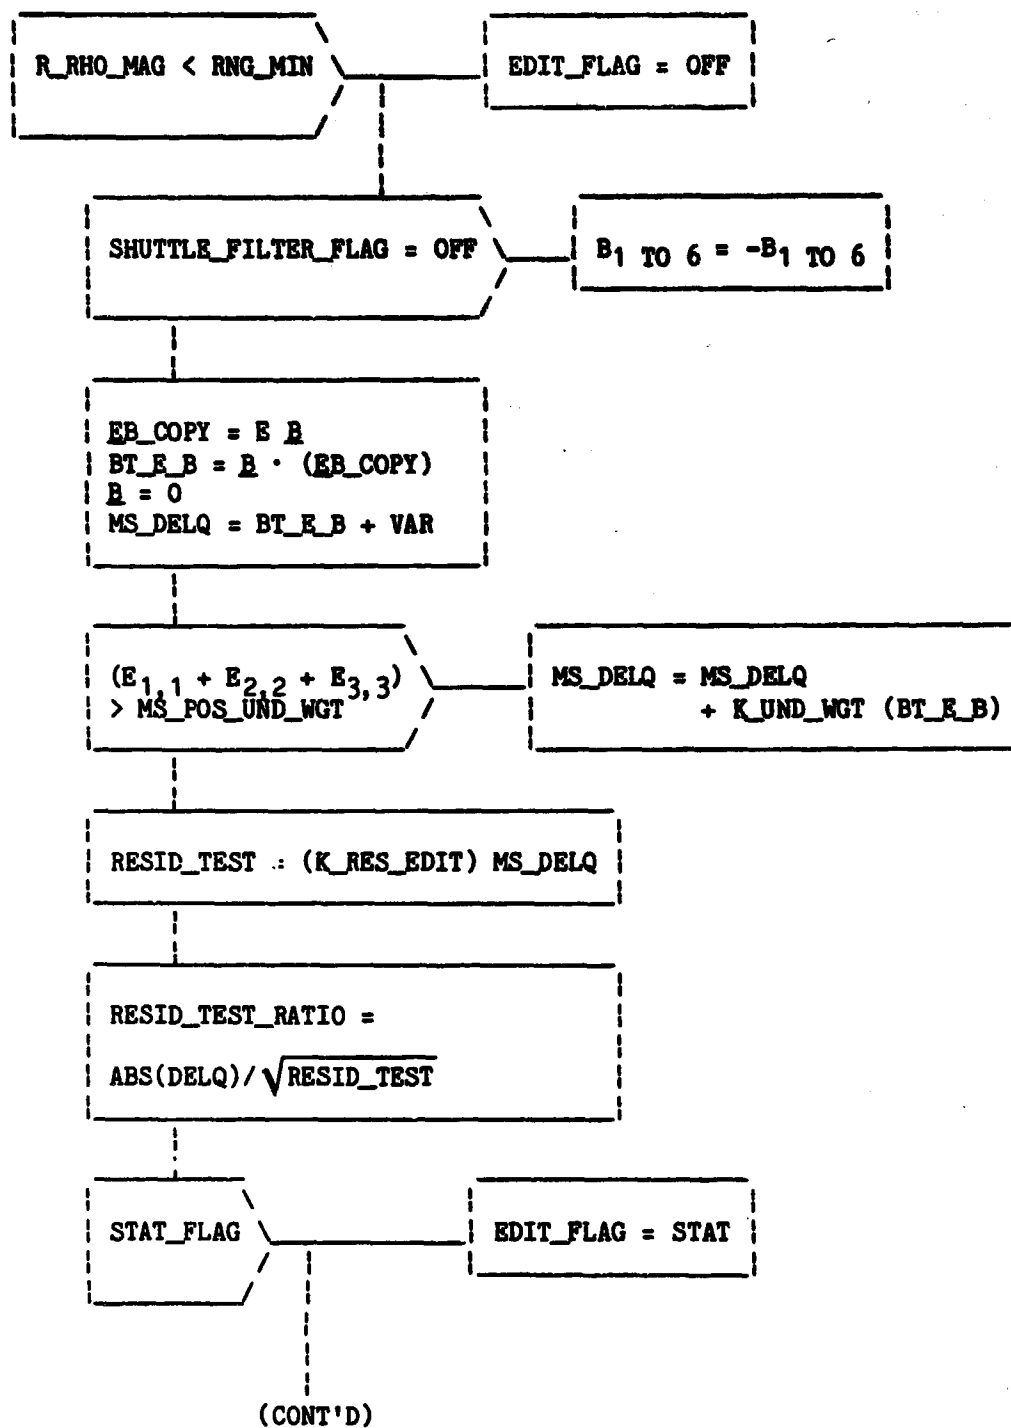 R_RHO_MAG < RNG_MIN
EDIT_FLAG = OFF
SHUTTLE_FILTER_FLAG = OFF
B1 TO 6 = -B1 TO 6
EB_COPY = E B
BT_E_B = B · (EB_COPY)
B = 0
MS_DELQ = BT_E_B + VAR
(E1,1 + E2,2 + E3,3)
> MS_POS_UND_WGT
MS_DELQ = MS_DELQ
+ K_UND_WGT (BT_E_B)
RESID_TEST = (K_RES_EDIT) MS_DELQ
RESID_TEST_RATIO =
ABS(DELQ)/√RESID_TEST
STAT_FLAG
EDIT_FLAG = STAT
(CONT'D)